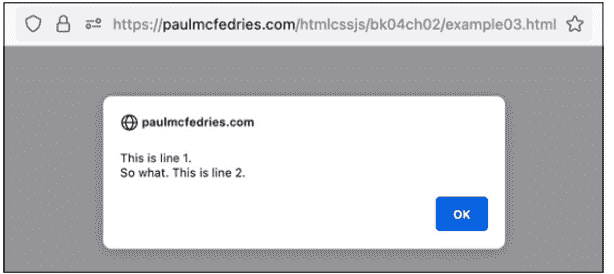 https://paulmcfedries.com/htmlcssjs/bk04ch02/example03.html
paulmcfedries.com
This is line 1.
So what. This is line 2.
OK